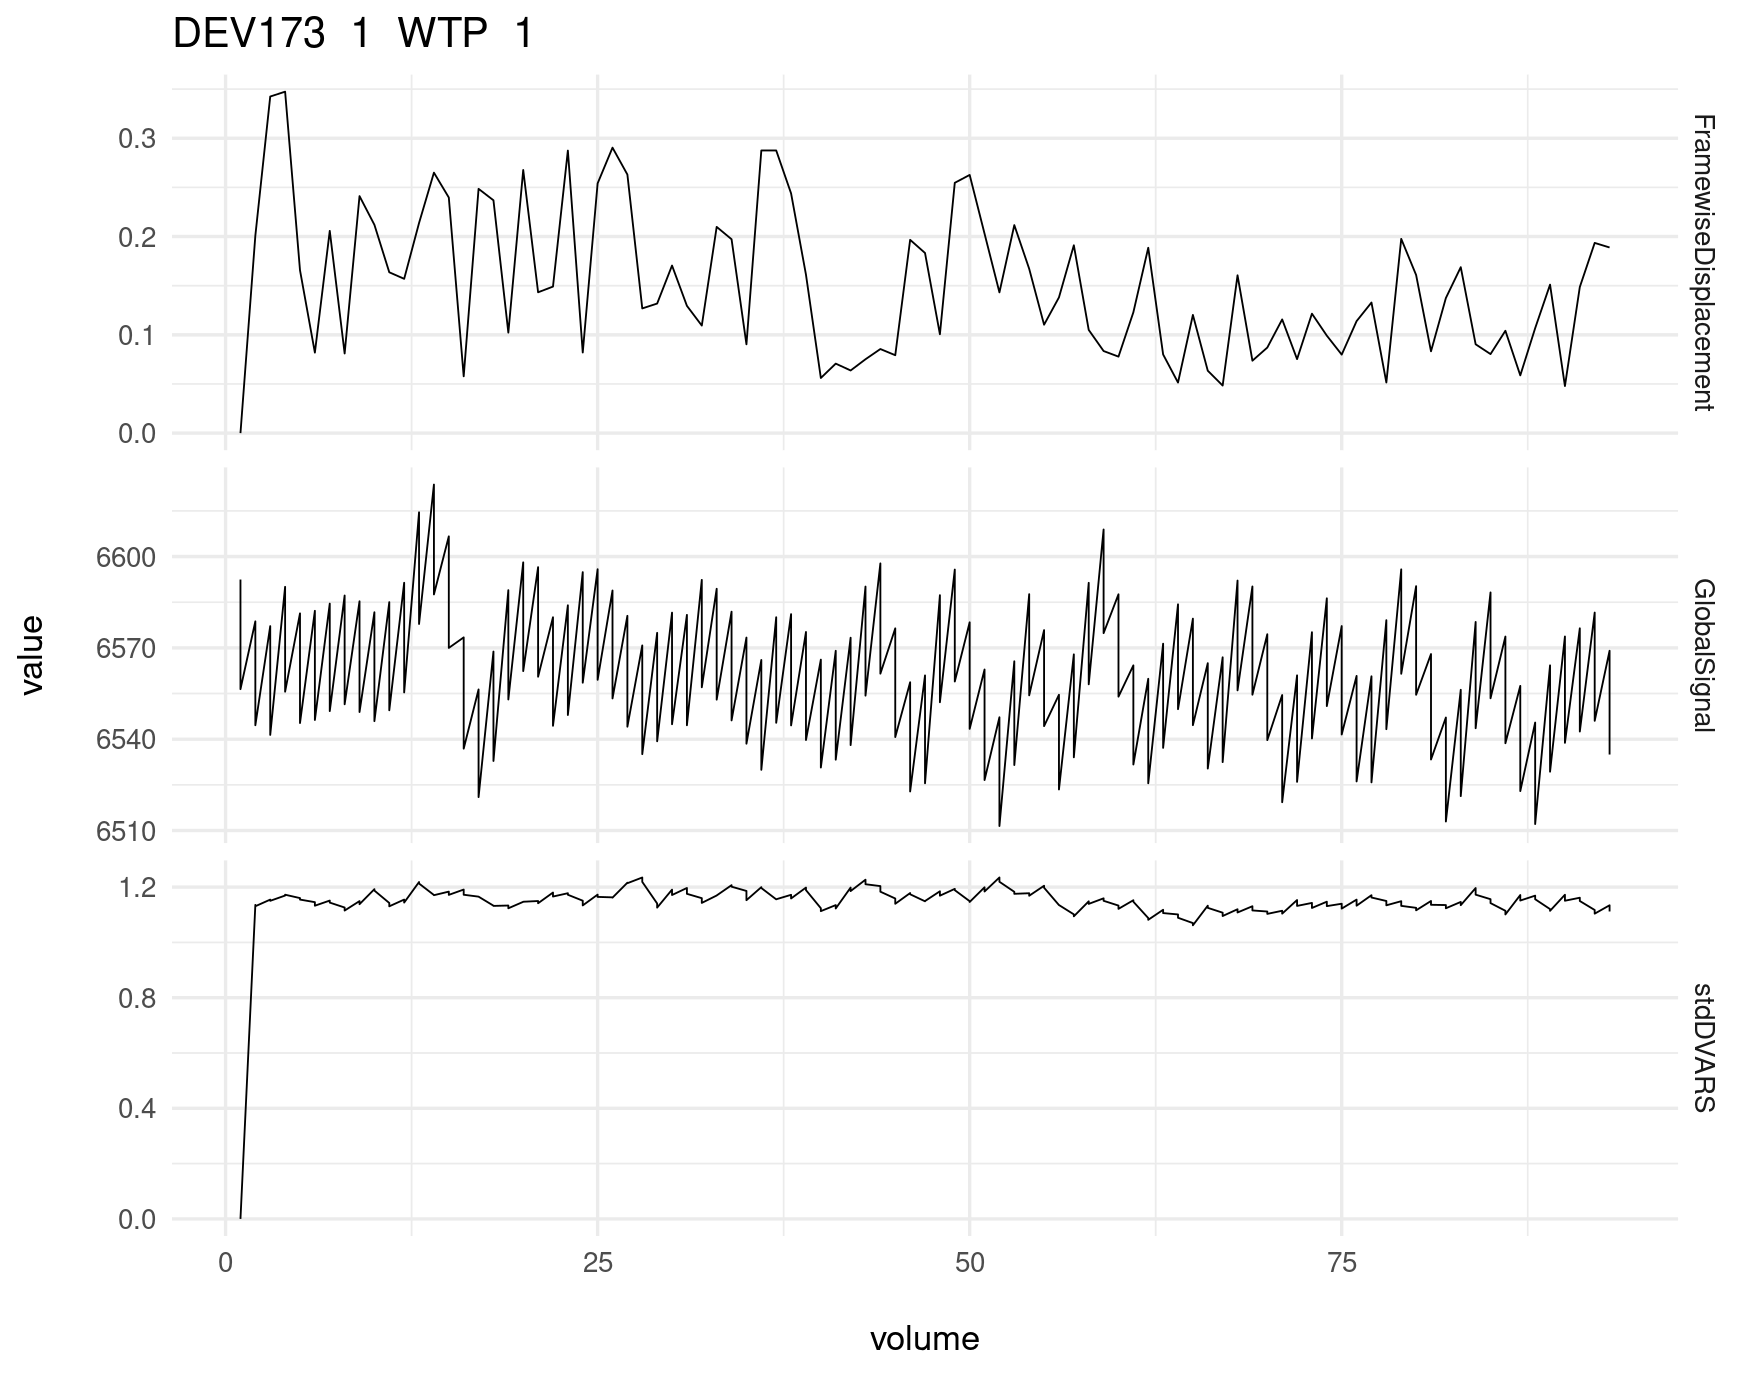 DEV173 1 WTP 1
0.3
0.2
0.1
0.0
FramewiseDisplacement
6600
6570
6540
6510
GlobalSignal
1.2
0.8
0.4
0.0
stdDVARS
value
0 25 50 75
volume